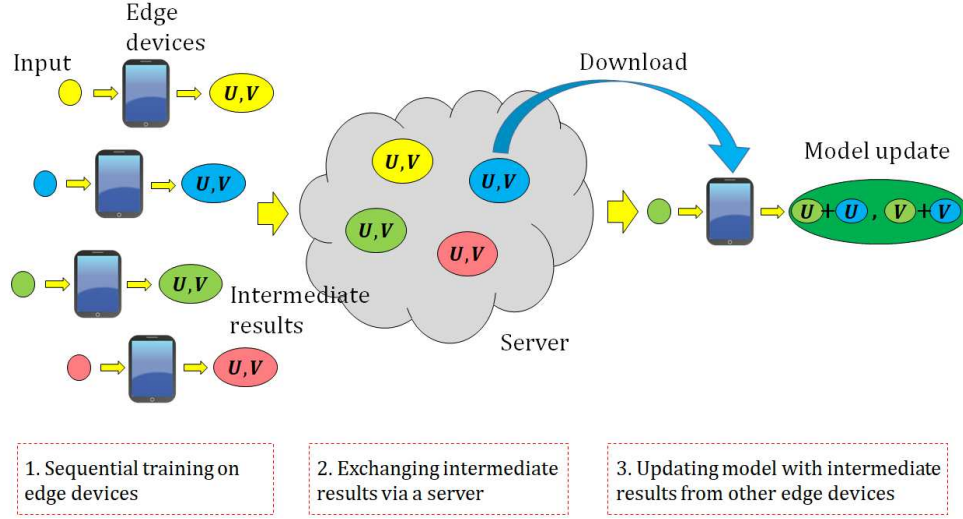 Edge
devices
Input
U,V
U,V
U,V
U,V
Intermediate
results
U,V
U,V
U,V
U,V
Server
Download
Model update
U+U , V+V
1. Sequential training on
edge devices
2. Exchanging intermediate
results via a server
3. Updating model with intermediate
results from other edge devices